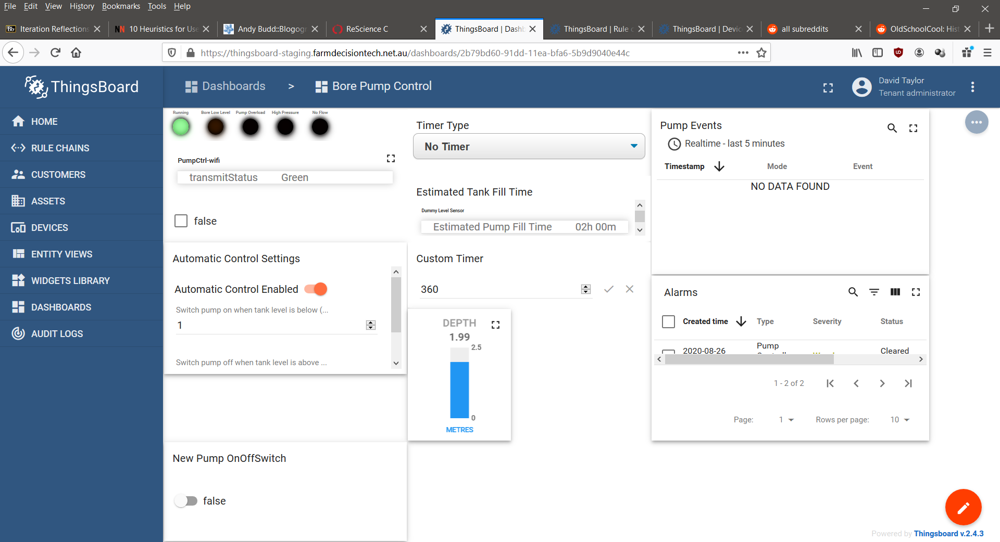 File Edit View History Bookmarks Tools Help
Bb Iteration Reflections
NN 10 Heuristics for Use
Andy Budd::Blogogr
ReScience C
ThingsBoard | Dashb
ThingsBoard | Rule c
ThingsBoard | Devic
all subreddits
OldSchoolCool: Hist
https://thingsboard-staging.farmdecisiontech.net.au/dashboards/2b79bd60-91dd-11ea-bfa6-5b9d9040e44c
ThingsBoard
Dashboards > Bore Pump Control
David Taylor
Tenant administrator
HOME
RULE CHAINS
CUSTOMERS
ASSETS
DEVICES
ENTITY VIEWS
WIDGETS LIBRARY
DASHBOARDS
AUDIT LOGS
Running Bore Low Level Pump Overload High Pressure No Flow
PumpCtrl-wifi
transmitStatus Green
false
Automatic Control Settings
Automatic Control Enabled
Switch pump on when tank level is below (...
1
Switch pump off when tank level is above ...
New Pump OnOffSwitch
false
Timer Type
No Timer
Estimated Tank Fill Time
Dummy Level Sensor
Estimated Pump Fill Time 02h 00m
Custom Timer
360
DEPTH
1.99
2.5
0
METRES
Pump Events
Realtime - last 5 minutes
Timestamp Mode Event
NO DATA FOUND
Alarms
Created time Type Severity Status
2020-08-26 Pump Cleared
1 - 2 of 2
Page: 1 Rows per page: 10
Powered by Thingsboard v.2.4.3